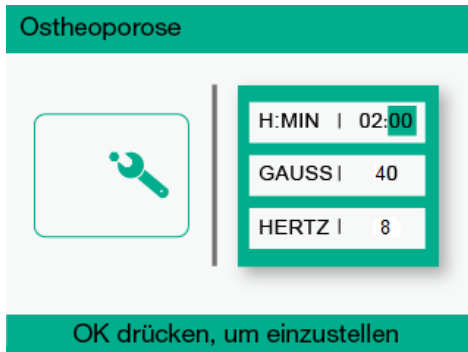 Ostheoporose
H:MIN | 02:00
GAUSS | 40
HERTZ | 8
OK drücken, um einzustellen